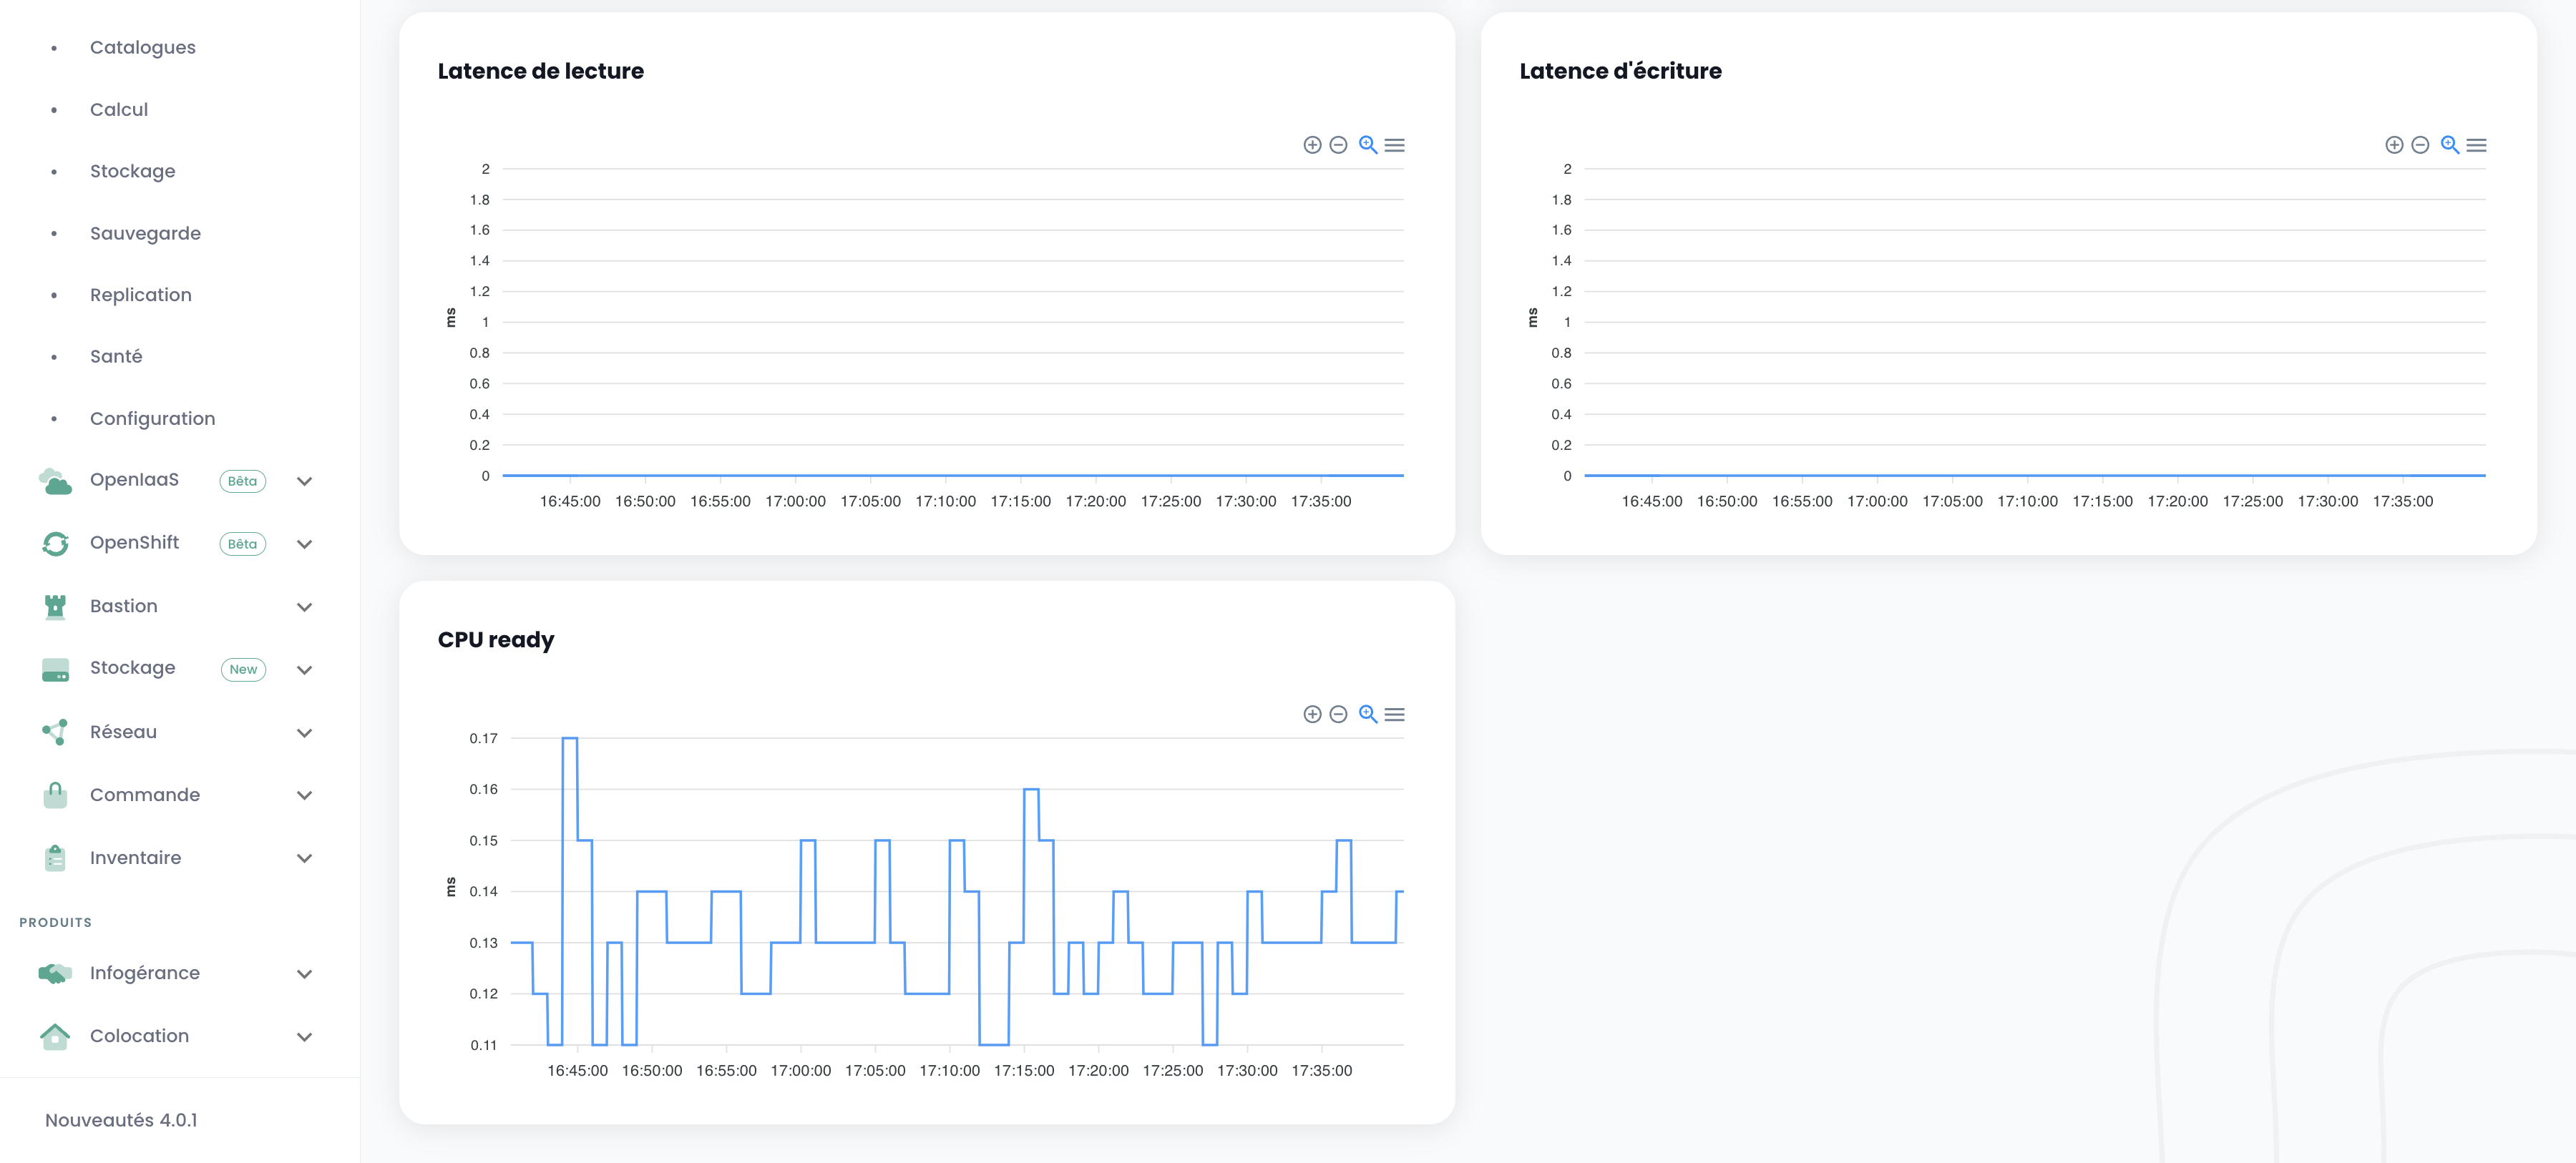 Catalogues
Calcul
Stockage
Sauvegarde
Replication
Santé
Configuration
OpenIaaS Bêta
OpenShift Bêta
Bastion
Stockage New
Réseau
Commande
Inventaire
PRODUITS
Infogérance
Colocation
Nouveautés 4.0.1
Latence de lecture
2
1.8
1.6
1.4
1.2
1
0.8
0.6
0.4
0.2
0
ms
16:45:00 16:50:00 16:55:00 17:00:00 17:05:00 17:10:00 17:15:00 17:20:00 17:25:00 17:30:00 17:35:00
Latence d'écriture
2
1.8
1.6
1.4
1.2
1
0.8
0.6
0.4
0.2
0
ms
16:45:00 16:50:00 16:55:00 17:00:00 17:05:00 17:10:00 17:15:00 17:20:00 17:25:00 17:30:00 17:35:00
CPU ready
0.17
0.16
0.15
0.14
0.13
0.12
0.11
ms
16:45:00 16:50:00 16:55:00 17:00:00 17:05:00 17:10:00 17:15:00 17:20:00 17:25:00 17:30:00 17:35:00